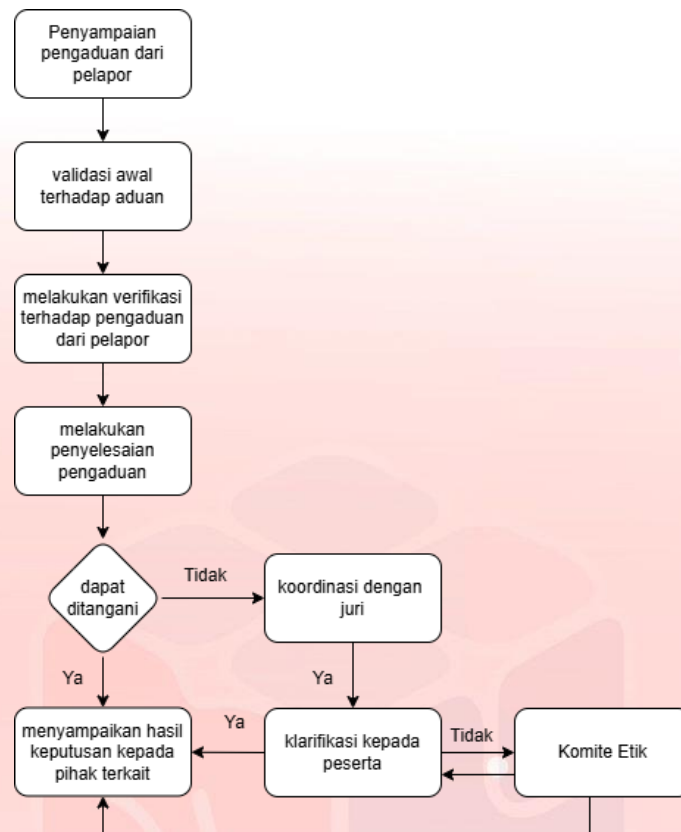 Penyampaian
pengaduan dari
pelapor
validasi awal
terhadap aduan
melakukan verifikasi
terhadap pengaduan
dari pelapor
melakukan
penyelesaian
pengaduan
dapat
ditangani
Tidak
koordinasi dengan
juri
Ya
Ya
menyampaikan hasil
keputusan kepada
pihak terkait
Ya
klarifikasi kepada
peserta
Tidak
Komite Etik